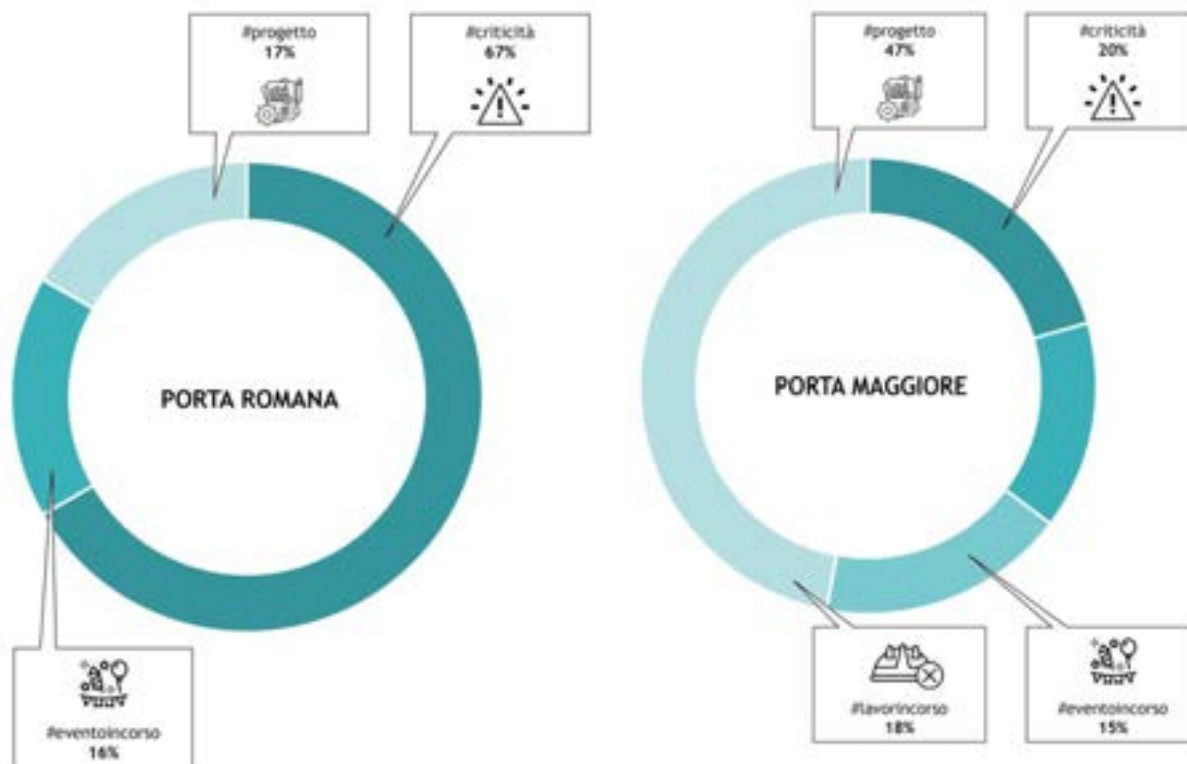 #progetto
17%
#criticità
67%
PORTA ROMANA
#eventoincorso
16%
#progetto
47%
#criticità
20%
PORTA MAGGIORE
#lavorincorso
18%
#eventoincorso
15%